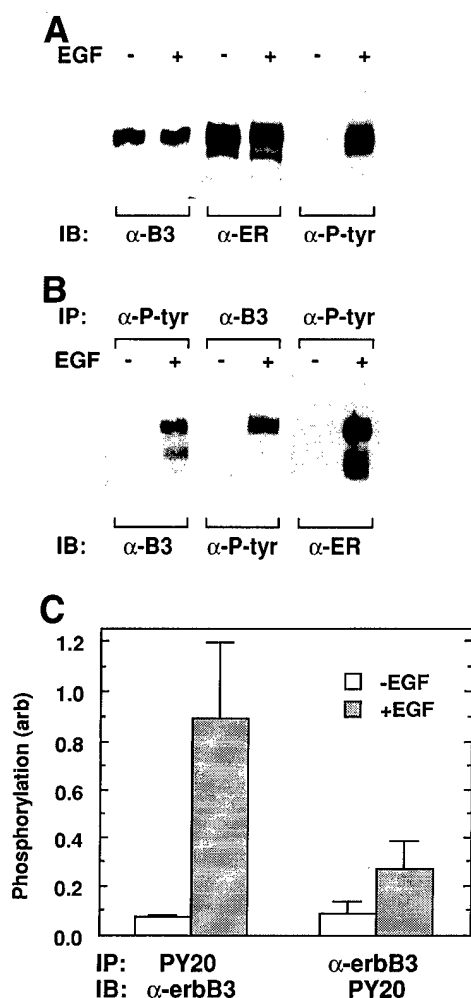 A
EGF - + - + - +
IB: α-B3 α-ER α-P-tyr
B
IP: α-P-tyr α-B3 α-P-tyr
EGF - + - + - +
IB: α-B3 α-P-tyr α-ER
C
1.2
1.0
0.8
0.6
0.4
0.2
0.0
Phosphorylation (arb)
-EGF
+EGF
IP: PY20 α-erbB3
IB: α-erbB3 PY20